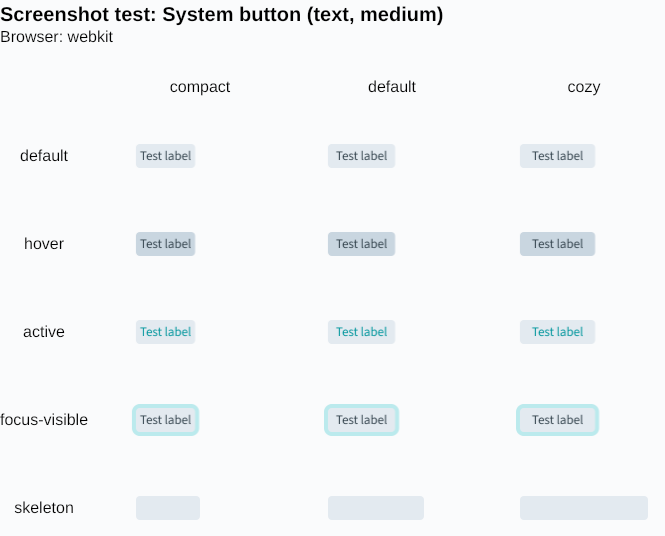 Screenshot test: System button (text, medium)
Browser: webkit
compact default cozy
default Test label Test label Test label
hover Test label Test label Test label
active Test label Test label Test label
focus-visible Test label Test label Test label
skeleton